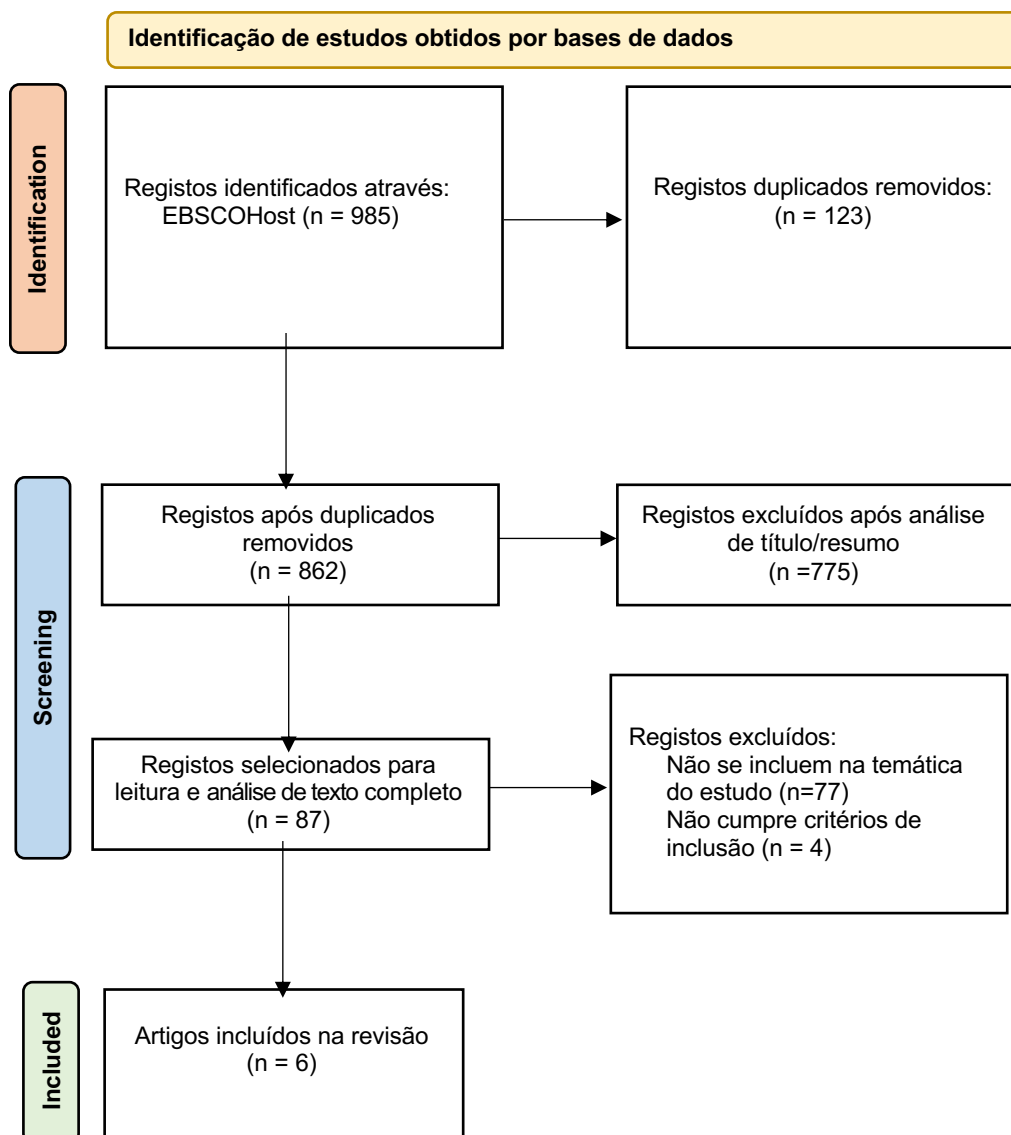 Identificação de estudos obtidos por bases de dados
Identification
Registos identificados através:
EBSCOHost (n = 985)
Registos duplicados removidos:
(n = 123)
Screening
Registos após duplicados
removidos
(n = 862)
Registos excluídos após análise
de título/resumo
(n =775)
Registos selecionados para
leitura e análise de texto completo
(n = 87)
Registos excluídos:
Não se incluem na temática
do estudo (n=77)
Não cumpre critérios de
inclusão (n = 4)
Included
Artigos incluídos na revisão
(n = 6)